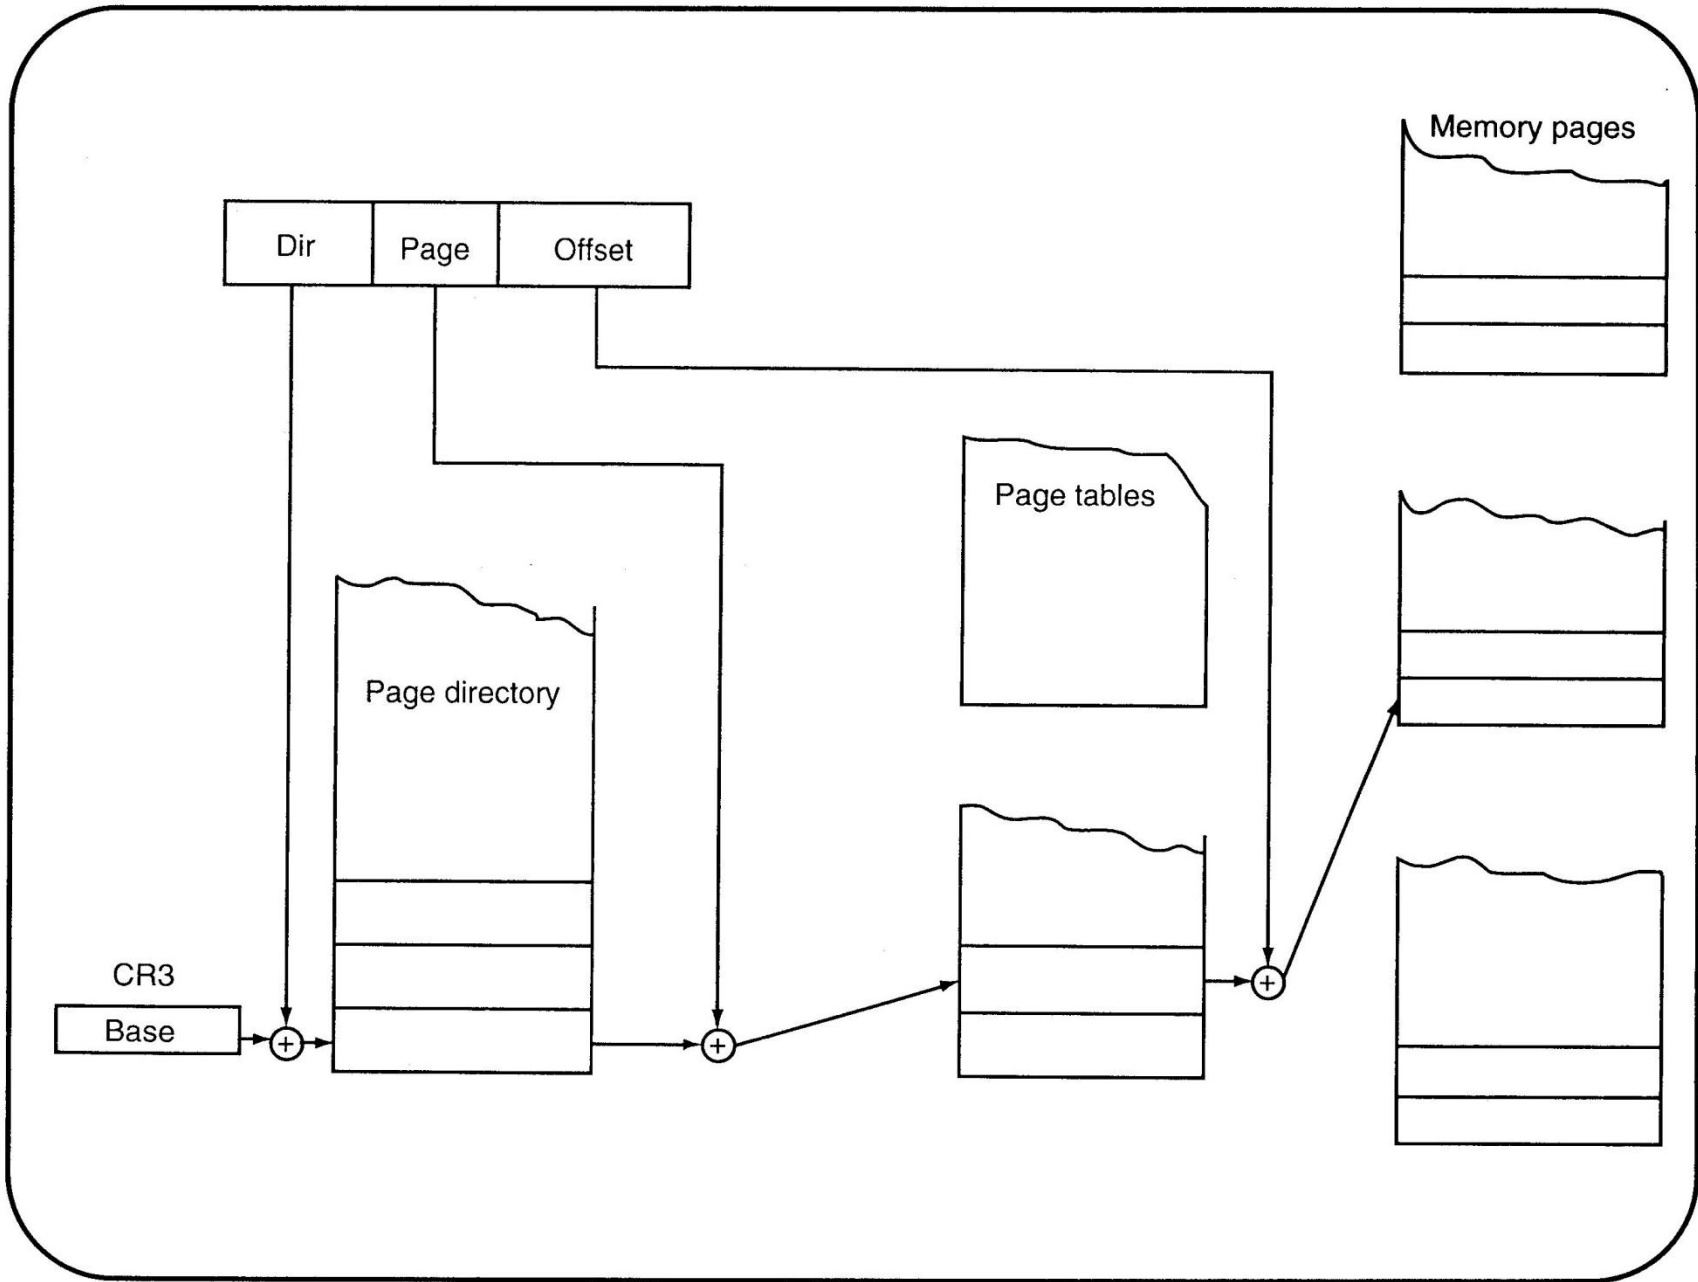 Memory pages
Dir
Page
Offset
Page tables
Page directory
CR3
Base